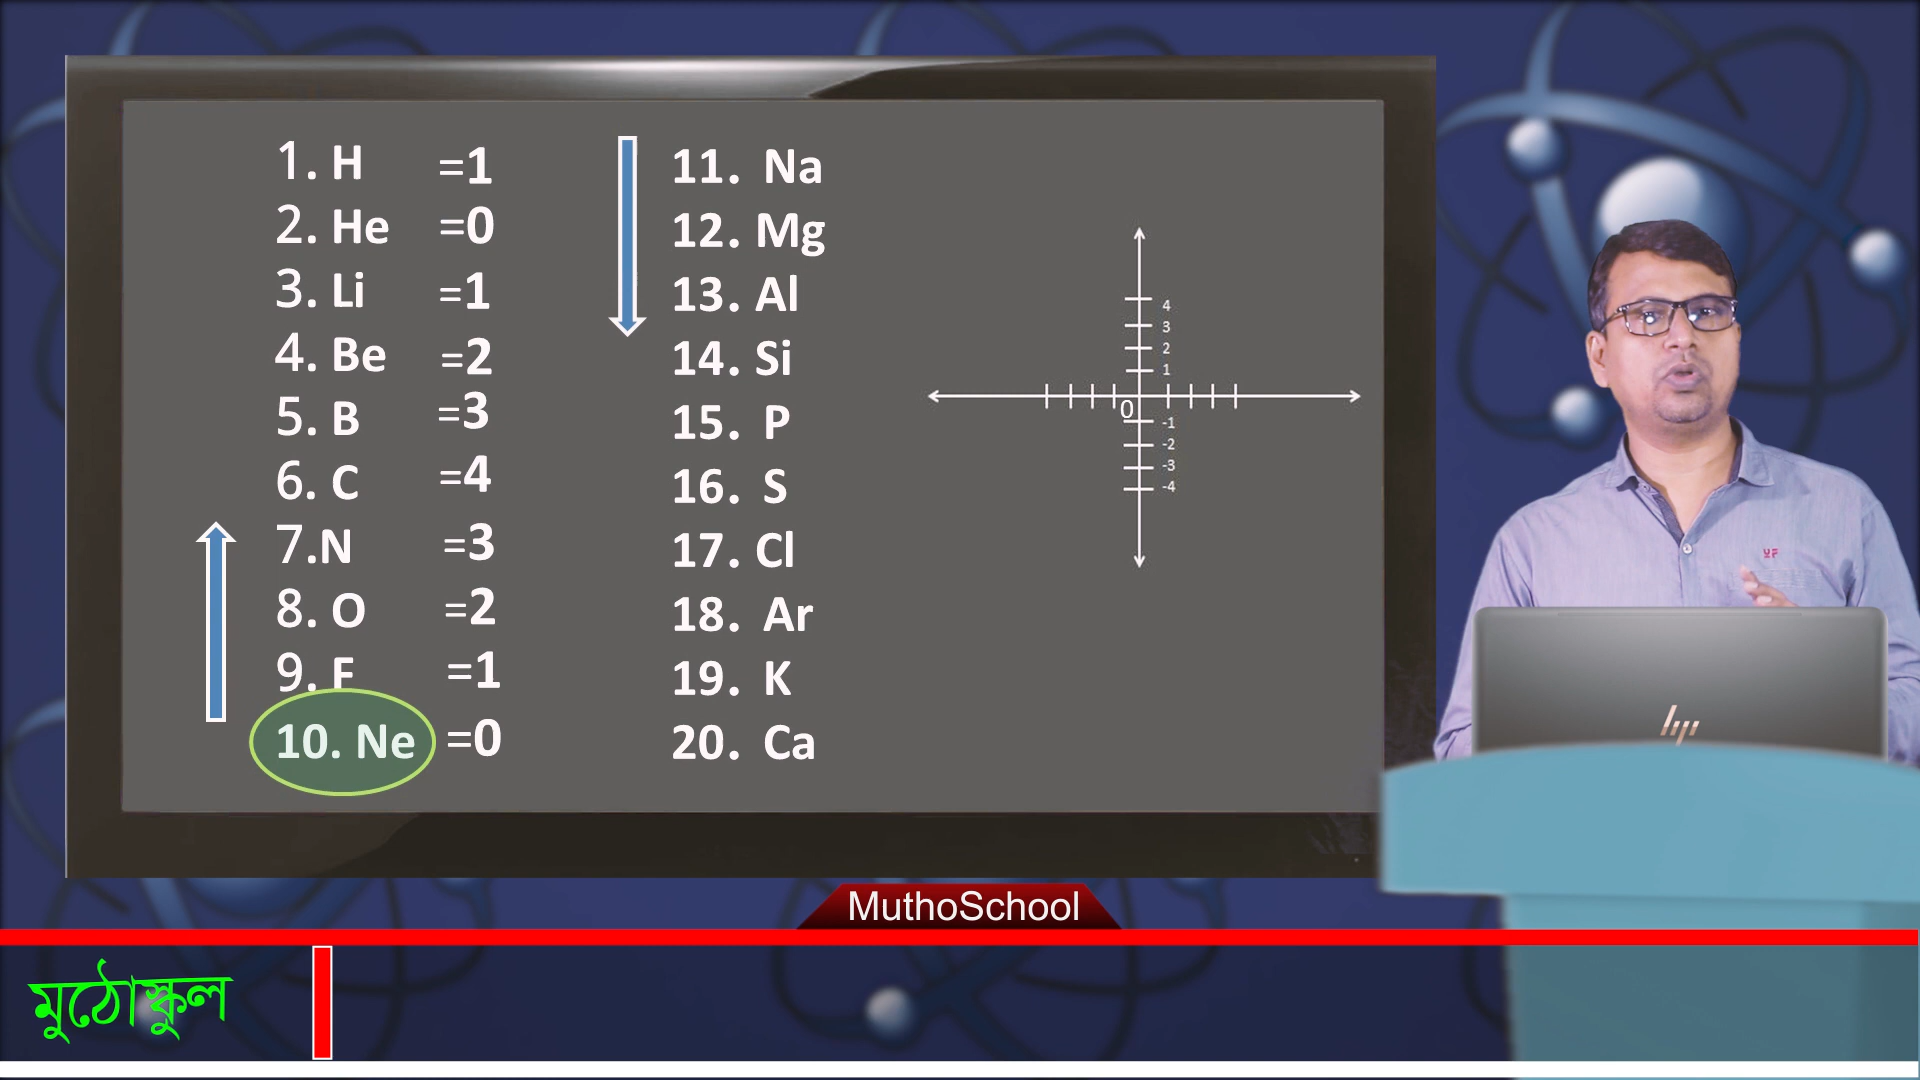 1. H =1
2. He =0
3. Li =1
4. Be =2
5. B =3
6. C =4
7.N =3
8. O =2
9. F =1
10. Ne =0
11. Na
12. Mg
13. Al
14. Si
15. P
16. S
17. Cl
18. Ar
19. K
20. Ca
4
3
2
1
0
-1
-2
-3
-4
UF
hp
MuthoSchool
মুঠোস্কুল